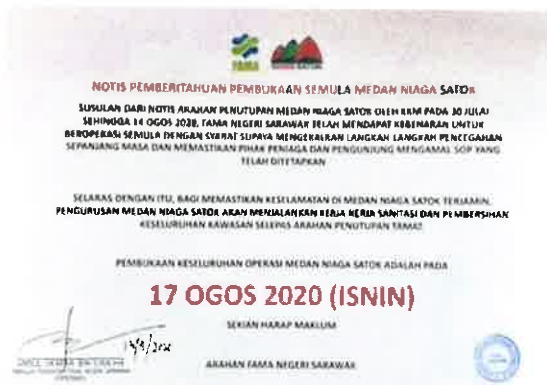 FAMA
NOTIS PEMBERITAHUAN PEMBUKAAN SEMULA MEDAN NIAGA SATOK
SUSULAN DARI NOTIS ARAHAN PENUTUPAN MEDAN NIAGA SATOK OLEH KKM PADA 30 JULAI
SEHINGGA 14 OGOS 2020, FAMA NEGERI SARAWAK TELAH MENDAPAT KEBENARAN UNTUK
BEROPERASI SEMULA DENGAN SYARAT SUPAYA MENGEKALKAN LANGKAH LANGKAH PENCEGAHAN
SEPANJANG MASA DAN MEMASTIKAN PIHAK PENIAGA DAN PENGUNJUNG MENGAMAL SOP YANG
TELAH DITETAPKAN
SELARAS DENGAN ITU, BAGI MEMASTIKAN KESELAMATAN DI MEDAN NIAGA SATOK TERJAMIN,
PENGURUSAN MEDAN NIAGA SATOK AKAN MENJALANKAN KERJA KERJA SANITASI DAN PEMBERSIHAN
KESELURUHAN KAWASAN SELEPAS ARAHAN PENUTUPAN TAMAT
PEMBUKAAN KESELURUHAN OPERASI MEDAN NIAGA SATOK ADALAH PADA
17 OGOS 2020 (ISNIN)
SEKIAN HARAP MAKLUM
ARAHAN FAMA NEGERI SARAWAK